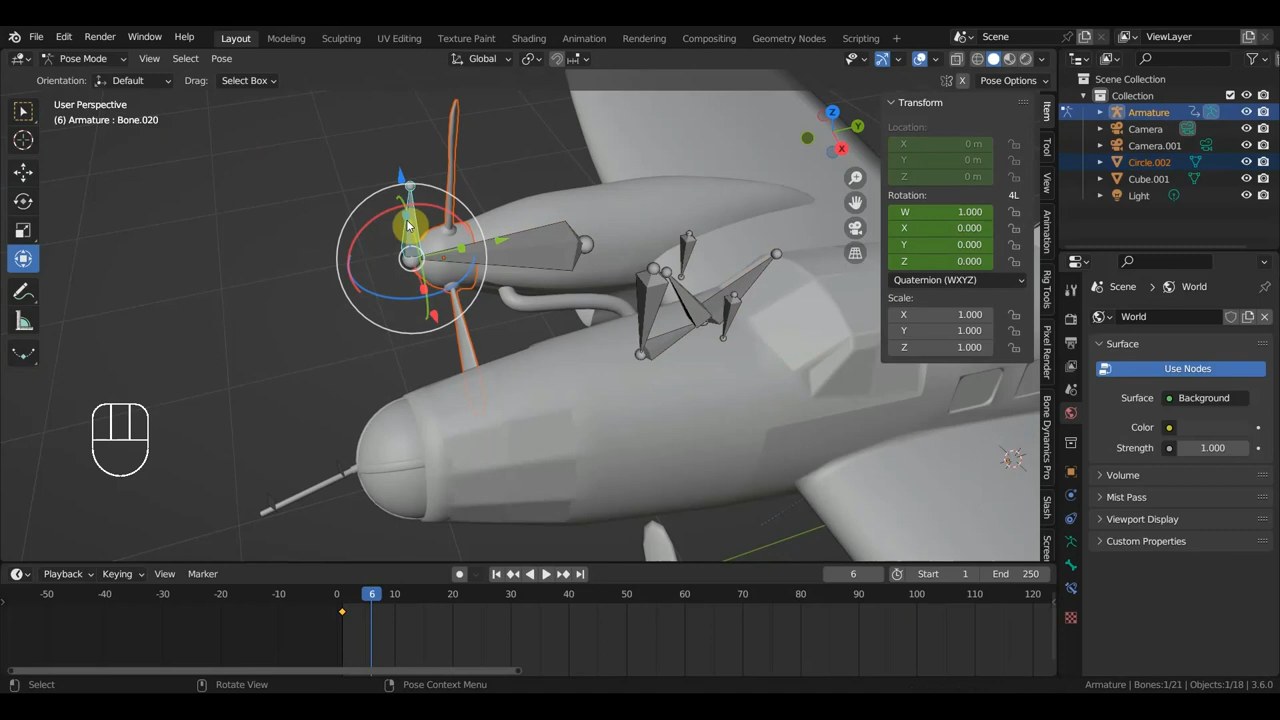 File Edit Render Window Help Layout Modeling Sculpting UV Editing Texture Paint Shading Animation Rendering Compositing Geometry Nodes Scripting + Scene ViewLayer
Pose Mode View Select Pose Global
Orientation: Default Drag: Select Box X Pose Options
Scene Collection
Collection
Armature
Camera
Camera.001
Circle.002
Cube.001
Light
User Perspective
(6) Armature : Bone.020
Z
Y
X
Transform
Location:
X 0 m
Y 0 m
Z 0 m
Rotation: 4L
W 1.000
X 0.000
Y 0.000
Z 0.000
Quaternion (WXYZ)
Scale:
X 1.000
Y 1.000
Z 1.000
Item
Tool
View
Animation
Rig Tools
Pixel Render
Bone Dynamics Pro
Slash
Scree
Scene World
World
Surface
Use Nodes
Surface Background
Color
Strength 1.000
Volume
Mist Pass
Viewport Display
Custom Properties
Playback Keying View Marker 6 Start 1 End 250
-50 -40 -30 -20 -10 0 6 10 20 30 40 50 60 70 80 90 100 110 120
Select Rotate View Pose Context Menu Armature | Bones:1/21 | Objects:1/18 | 3.6.0